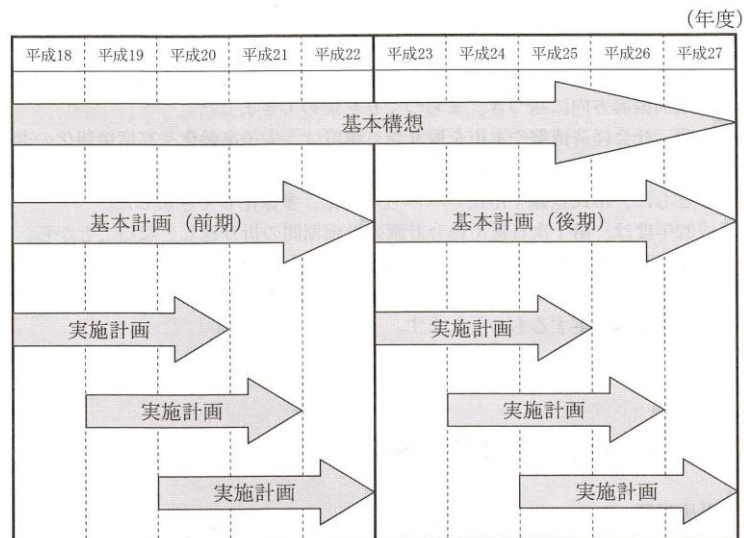 (年度)
平成18 平成19 平成20 平成21 平成22 平成23 平成24 平成25 平成26 平成27
基本構想
基本計画(前期) 基本計画(後期)
実施計画 実施計画
実施計画 実施計画
実施計画 実施計画